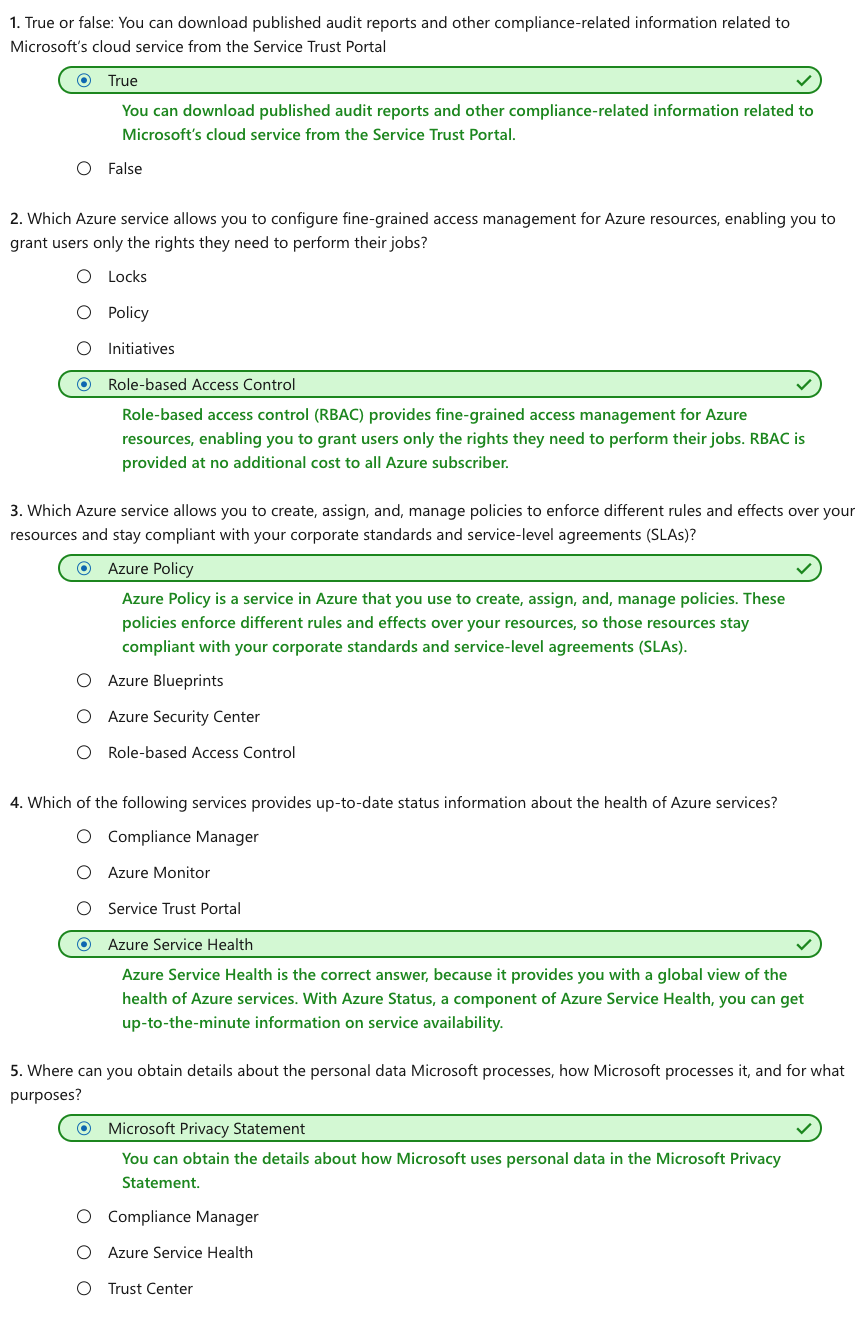 1. True or false: You can download published audit reports and other compliance-related information related to
Microsoft’s cloud service from the Service Trust Portal
True
You can download published audit reports and other compliance-related information related to
Microsoft’s cloud service from the Service Trust Portal.
False
2. Which Azure service allows you to configure fine-grained access management for Azure resources, enabling you to
grant users only the rights they need to perform their jobs?
Locks
Policy
Initiatives
Role-based Access Control
Role-based access control (RBAC) provides fine-grained access management for Azure
resources, enabling you to grant users only the rights they need to perform their jobs. RBAC is
provided at no additional cost to all Azure subscriber.
3. Which Azure service allows you to create, assign, and, manage policies to enforce different rules and effects over your
resources and stay compliant with your corporate standards and service-level agreements (SLAs)?
Azure Policy
Azure Policy is a service in Azure that you use to create, assign, and, manage policies. These
policies enforce different rules and effects over your resources, so those resources stay
compliant with your corporate standards and service-level agreements (SLAs).
Azure Blueprints
Azure Security Center
Role-based Access Control
4. Which of the following services provides up-to-date status information about the health of Azure services?
Compliance Manager
Azure Monitor
Service Trust Portal
Azure Service Health
Azure Service Health is the correct answer, because it provides you with a global view of the
health of Azure services. With Azure Status, a component of Azure Service Health, you can get
up-to-the-minute information on service availability.
5. Where can you obtain details about the personal data Microsoft processes, how Microsoft processes it, and for what
purposes?
Microsoft Privacy Statement
You can obtain the details about how Microsoft uses personal data in the Microsoft Privacy
Statement.
Compliance Manager
Azure Service Health
Trust Center